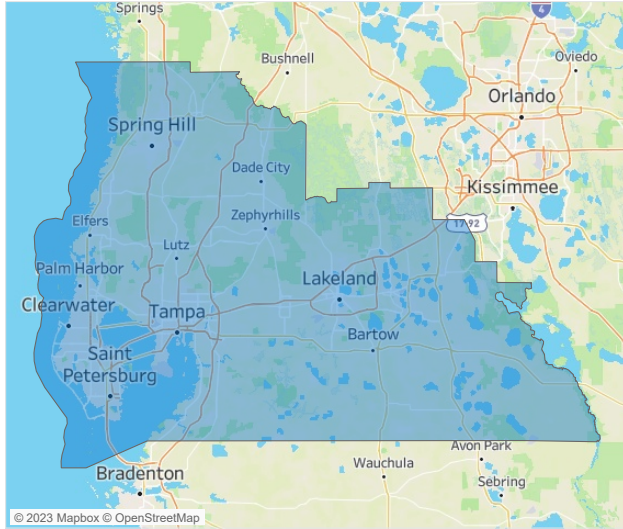 Springs
4
Bushnell
Oviedo
Orlando
Spring Hill
Dade City
Kissimmee
Zephyrhills
Elfers
17-92
Lutz
Palm Harbor
Lakeland
Clearwater
Tampa
Bartow
Saint
Petersburg
Avon Park
Wauchula
Bradenton
Sebring
© 2023 Mapbox © OpenStreetMap